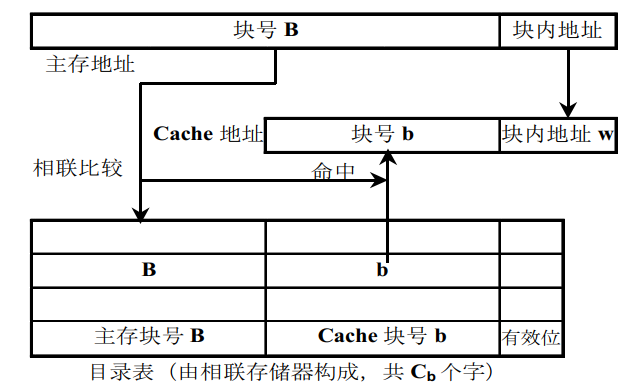 块号 B 块内地址
主存地址
Cache 地址 块号 b 块内地址 w
相联比较 命中
B b
主存块号 B Cache 块号 b 有效位
目录表（由相联存储器构成，共 Cb 个字）